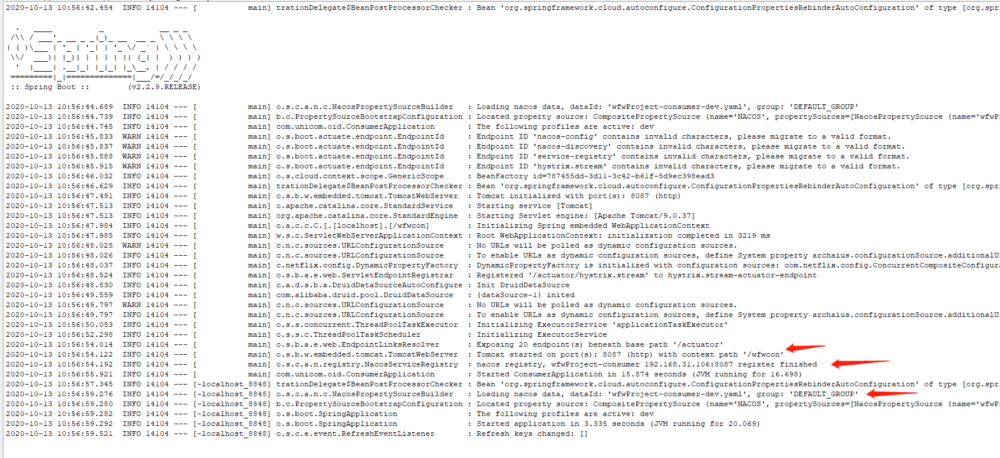 2020-10-13 10:56:42.454  INFO 14104 --- [           main] trationDelegate$BeanPostProcessorChecker : Bean 'org.springframework.cloud.autoconfigure.ConfigurationPropertiesRebinderAutoConfiguration' of type [org.spr
  .   ____          _            __ _ _
 /\\ / ___'_ __ _ _(_)_ __  __ _ \ \ \ \
( ( )\___ | '_ | '_| | '_ \/ _` | \ \ \ \
 \\/  ___)| |_)| | | | | || (_| |  ) ) ) )
  '  |____| .__|_| |_|_| |_\__, | / / / /
 =========|_|==============|___/=/_/_/_/
 :: Spring Boot ::        (v2.2.9.RELEASE)
2020-10-13 10:56:44.689  INFO 14104 --- [           main] o.s.c.a.n.c.NacosPropertySourceBuilder   : Loading nacos data, dataId: 'wfwProject-consumer-dev.yaml', group: 'DEFAULT_GROUP'
2020-10-13 10:56:44.739  INFO 14104 --- [           main] b.c.PropertySourceBootstrapConfiguration : Located property source: CompositePropertySource {name='NACOS', propertySources=[NacosPropertySource {name='wfwP
2020-10-13 10:56:44.745  INFO 14104 --- [           main] com.unicom.oid.ConsumerApplication       : The following profiles are active: dev
2020-10-13 10:56:45.833  WARN 14104 --- [           main] o.s.boot.actuate.endpoint.EndpointId     : Endpoint ID 'nacos-config' contains invalid characters, please migrate to a valid format.
2020-10-13 10:56:45.837  WARN 14104 --- [           main] o.s.boot.actuate.endpoint.EndpointId     : Endpoint ID 'nacos-discovery' contains invalid characters, please migrate to a valid format.
2020-10-13 10:56:45.888  WARN 14104 --- [           main] o.s.boot.actuate.endpoint.EndpointId     : Endpoint ID 'service-registry' contains invalid characters, please migrate to a valid format.
2020-10-13 10:56:45.915  WARN 14104 --- [           main] o.s.boot.actuate.endpoint.EndpointId     : Endpoint ID 'hystrix.stream' contains invalid characters, please migrate to a valid format.
2020-10-13 10:56:46.032  INFO 14104 --- [           main] o.s.cloud.context.scope.GenericScope     : BeanFactory id=787455dd-3d11-3c42-b61f-5d9ec398ead3
2020-10-13 10:56:46.629  INFO 14104 --- [           main] trationDelegate$BeanPostProcessorChecker : Bean 'org.springframework.cloud.autoconfigure.ConfigurationPropertiesRebinderAutoConfiguration' of type [org.spr
2020-10-13 10:56:47.491  INFO 14104 --- [           main] o.s.b.w.embedded.tomcat.TomcatWebServer  : Tomcat initialized with port(s): 8087 (http)
2020-10-13 10:56:47.513  INFO 14104 --- [           main] o.apache.catalina.core.StandardService   : Starting service [Tomcat]
2020-10-13 10:56:47.513  INFO 14104 --- [           main] org.apache.catalina.core.StandardEngine  : Starting Servlet engine: [Apache Tomcat/9.0.37]
2020-10-13 10:56:47.984  INFO 14104 --- [           main] o.a.c.c.C.[.[localhost].[/wfwcon]        : Initializing Spring embedded WebApplicationContext
2020-10-13 10:56:47.985  INFO 14104 --- [           main] w.s.c.ServletWebServerApplicationContext : Root WebApplicationContext: initialization completed in 3219 ms
2020-10-13 10:56:48.025  WARN 14104 --- [           main] c.n.c.sources.URLConfigurationSource     : No URLs will be polled as dynamic configuration sources.
2020-10-13 10:56:48.026  INFO 14104 --- [           main] c.n.c.sources.URLConfigurationSource     : To enable URLs as dynamic configuration sources, define System property archaius.configurationSource.additionalU
2020-10-13 10:56:48.037  INFO 14104 --- [           main] c.netflix.config.DynamicPropertyFactory  : DynamicPropertyFactory is initialized with configuration sources: com.netflix.config.ConcurrentCompositeConfigura
2020-10-13 10:56:48.524  INFO 14104 --- [           main] o.s.b.a.e.web.ServletEndpointRegistrar   : Registered '/actuator/hystrix.stream' to hystrix.stream-actuator-endpoint
2020-10-13 10:56:48.830  INFO 14104 --- [           main] c.a.d.s.b.a.DruidDataSourceAutoConfigure : Init DruidDataSource
2020-10-13 10:56:49.559  INFO 14104 --- [           main] com.alibaba.druid.pool.DruidDataSource   : {dataSource-1} inited
2020-10-13 10:56:49.797  WARN 14104 --- [           main] c.n.c.sources.URLConfigurationSource     : No URLs will be polled as dynamic configuration sources.
2020-10-13 10:56:49.797  INFO 14104 --- [           main] c.n.c.sources.URLConfigurationSource     : To enable URLs as dynamic configuration sources, define System property archaius.configurationSource.additionalU
2020-10-13 10:56:50.053  INFO 14104 --- [           main] o.s.s.concurrent.ThreadPoolTaskExecutor  : Initializing ExecutorService 'applicationTaskExecutor'
2020-10-13 10:56:52.298  INFO 14104 --- [           main] o.s.s.c.ThreadPoolTaskScheduler          : Initializing ExecutorService
2020-10-13 10:56:54.014  INFO 14104 --- [           main] o.s.b.a.e.web.EndpointLinksResolver      : Exposing 20 endpoint(s) beneath base path '/actuator'
2020-10-13 10:56:54.122  INFO 14104 --- [           main] o.s.b.w.embedded.tomcat.TomcatWebServer  : Tomcat started on port(s): 8087 (http) with context path '/wfwcon'
2020-10-13 10:56:54.192  INFO 14104 --- [           main] o.s.c.a.n.registry.NacosServiceRegistry  : nacos registry, wfwProject-consumer 192.168.31.106:8087 register finished
2020-10-13 10:56:55.921  INFO 14104 --- [           main] com.unicom.oid.ConsumerApplication       : Started ConsumerApplication in 15.874 seconds (JVM running for 16.698)
2020-10-13 10:56:57.345  INFO 14104 --- [-localhost_8848] trationDelegate$BeanPostProcessorChecker : Bean 'org.springframework.cloud.autoconfigure.ConfigurationPropertiesRebinderAutoConfiguration' of type [org.spr
2020-10-13 10:56:59.276  INFO 14104 --- [-localhost_8848] o.s.c.a.n.c.NacosPropertySourceBuilder   : Loading nacos data, dataId: 'wfwProject-consumer-dev.yaml', group: 'DEFAULT_GROUP'
2020-10-13 10:56:59.280  INFO 14104 --- [-localhost_8848] b.c.PropertySourceBootstrapConfiguration : Located property source: CompositePropertySource {name='NACOS', propertySources=[NacosPropertySource {name='wfwP
2020-10-13 10:56:59.282  INFO 14104 --- [-localhost_8848] o.s.boot.SpringApplication               : The following profiles are active: dev
2020-10-13 10:56:59.292  INFO 14104 --- [-localhost_8848] o.s.boot.SpringApplication               : Started application in 3.335 seconds (JVM running for 20.069)
2020-10-13 10:56:59.521  INFO 14104 --- [-localhost_8848] o.s.c.e.event.RefreshEventListener       : Refresh keys changed: []